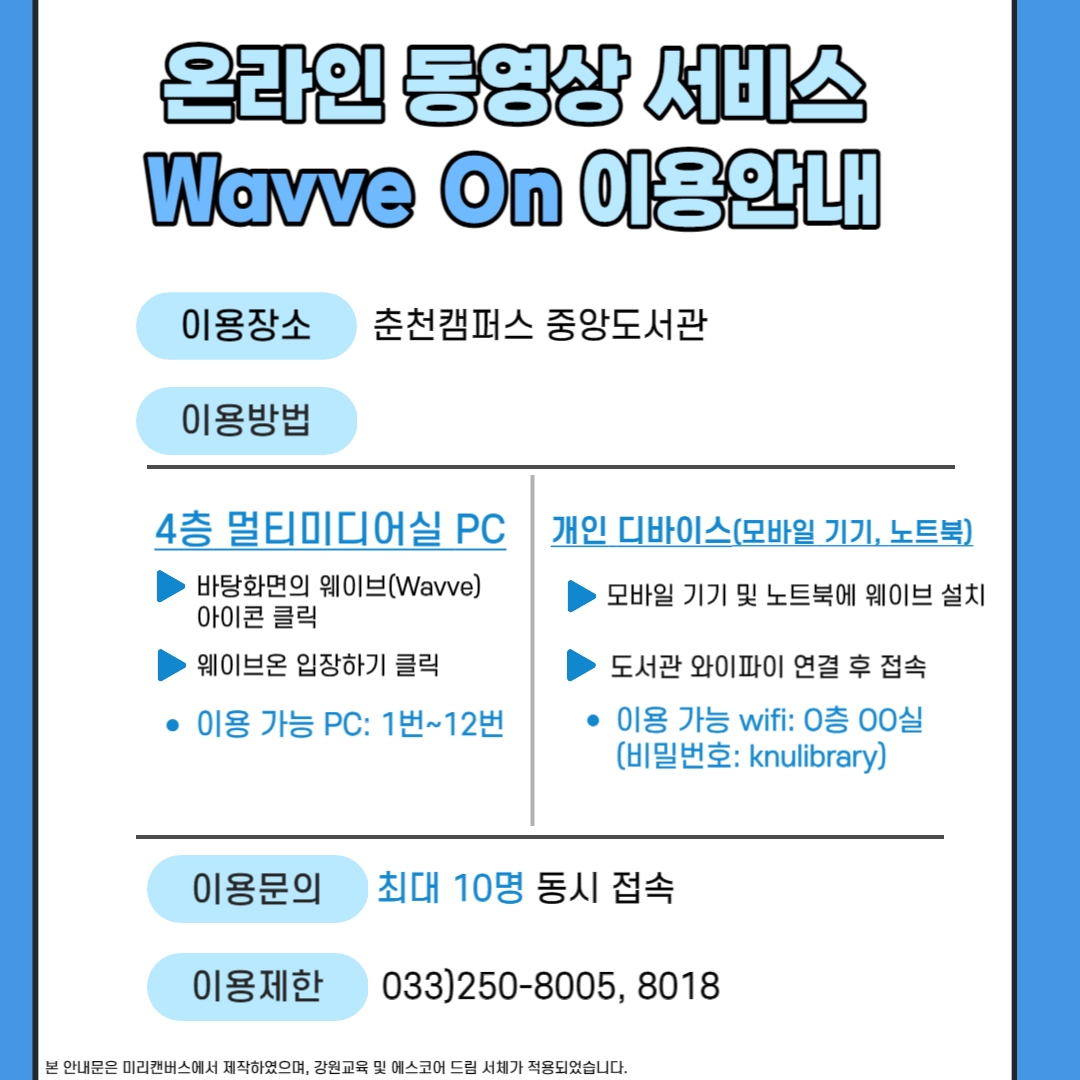 온라인 동영상 서비스
Wavve On 이용안내
이용장소 춘천캠퍼스 중앙도서관
이용방법
4층 멀티미디어실 PC
바탕화면의 웨이브(Wavve)
아이콘 클릭
웨이브온 입장하기 클릭
• 이용 가능 PC: 1번~12번
개인 디바이스(모바일 기기, 노트북)
모바일 기기 및 노트북에 웨이브 설치
도서관 와이파이 연결 후 접속
• 이용 가능 wifi: O층 OO실
(비밀번호: knulibrary)
이용문의 최대 10명 동시 접속
이용제한 033)250-8005, 8018
본 안내문은 미리캔버스에서 제작하였으며, 강원교육 및 에스코어 드림 서체가 적용되었습니다.